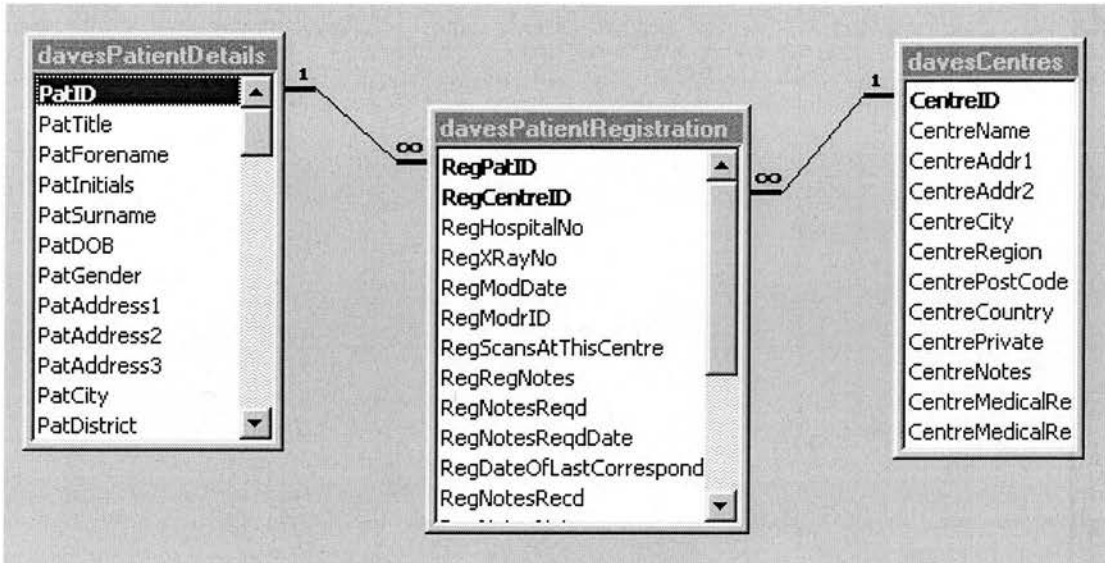 davesPatientDetails
PatID
PatTitle
PatForename
PatInitials
PatSurname
PatDOB
PatGender
PatAddress1
PatAddress2
PatAddress3
PatCity
PatDistrict
1
∞
davesPatientRegistration
RegPatID
RegCentreID
RegHospitalNo
RegXRayNo
RegModDate
RegModrID
RegScansAtThisCentre
RegRegNotes
RegNotesReqd
RegNotesReqdDate
RegDateOfLastCorrespond
RegNotesRecd
1
∞
davesCentres
CentreID
CentreName
CentreAddr1
CentreAddr2
CentreCity
CentreRegion
CentrePostCode
CentreCountry
CentrePrivate
CentreNotes
CentreMedicalRe
CentreMedicalRe